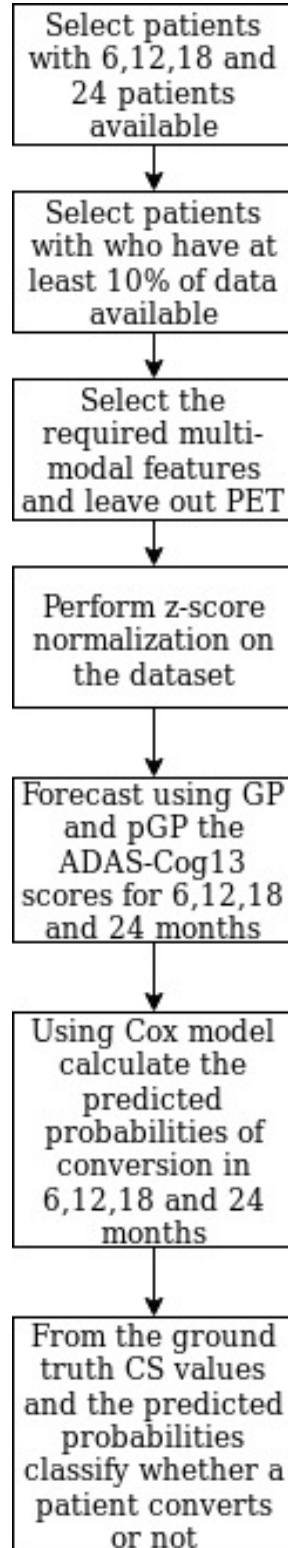 Select patients
with 6,12,18 and
24 patients
available
Select patients
with who have at
least 10% of data
available
Select the
required multi-
modal features
and leave out PET
Perform z-score
normalization on
the dataset
Forecast using GP
and pGP the
ADAS-Cog13
scores for 6,12,18
and 24 months
Using Cox model
calculate the
predicted
probabilities of
conversion in
6,12,18 and 24
months
From the ground
truth CS values
and the predicted
probabilities
classify whether a
patient converts
or not